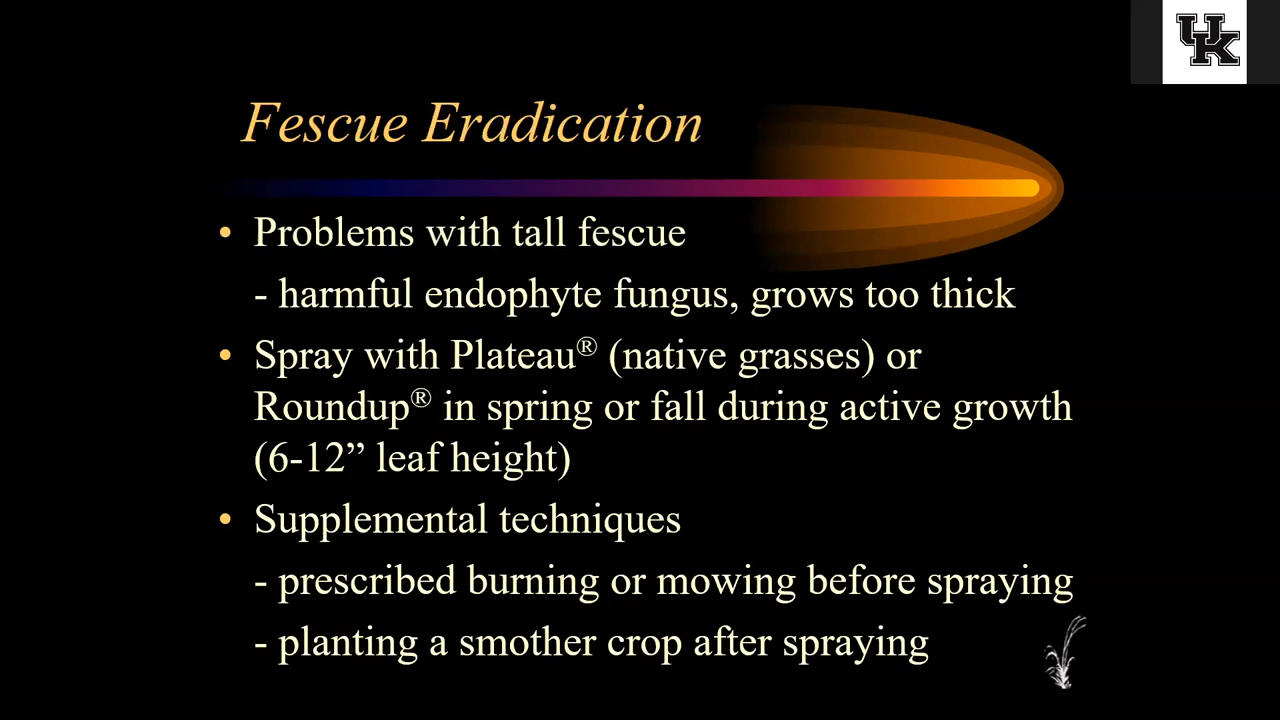 UK
Fescue Eradication
• Problems with tall fescue
- harmful endophyte fungus, grows too thick
• Spray with Plateau® (native grasses) or
Roundup® in spring or fall during active growth
(6-12” leaf height)
• Supplemental techniques
- prescribed burning or mowing before spraying
- planting a smother crop after spraying